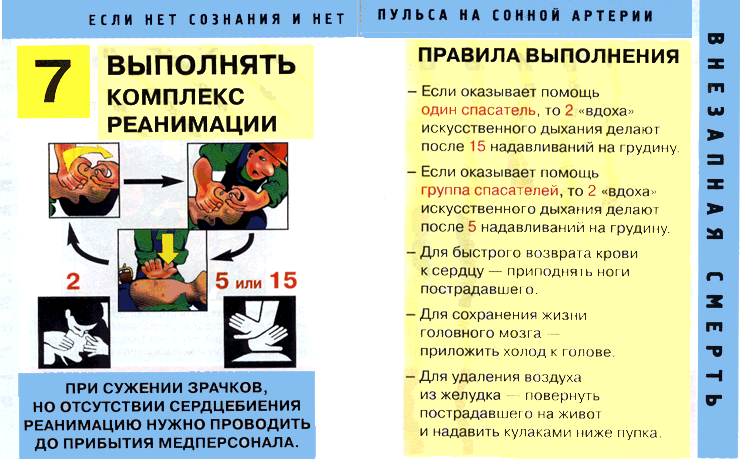 ЕСЛИ НЕТ СОЗНАНИЯ И НЕТ ПУЛЬСА НА СОННОЙ АРТЕРИИ
7
ВЫПОЛНЯТЬ
КОМПЛЕКС
РЕАНИМАЦИИ
2
5 или 15
ПРИ СУЖЕНИИ ЗРАЧКОВ,
НО ОТСУТСТВИИ СЕРДЦЕБИЕНИЯ
РЕАНИМАЦИЮ НУЖНО ПРОВОДИТЬ
ДО ПРИБЫТИЯ МЕДПЕРСОНАЛА.
ПРАВИЛА ВЫПОЛНЕНИЯ
– Если оказывает помощь
один спасатель, то 2 «вдоха»
искусственного дыхания делают
после 15 надавливаний на грудину.
– Если оказывает помощь
группа спасателей, то 2 «вдоха»
искусственного дыхания делают
после 5 надавливаний на грудину.
– Для быстрого возврата крови
к сердцу — приподнять ноги
пострадавшего.
– Для сохранения жизни
головного мозга —
приложить холод к голове.
– Для удаления воздуха
из желудка — повернуть
пострадавшего на живот
и надавить кулаками ниже пупка.
ВНЕЗАПНАЯ СМЕРТЬ